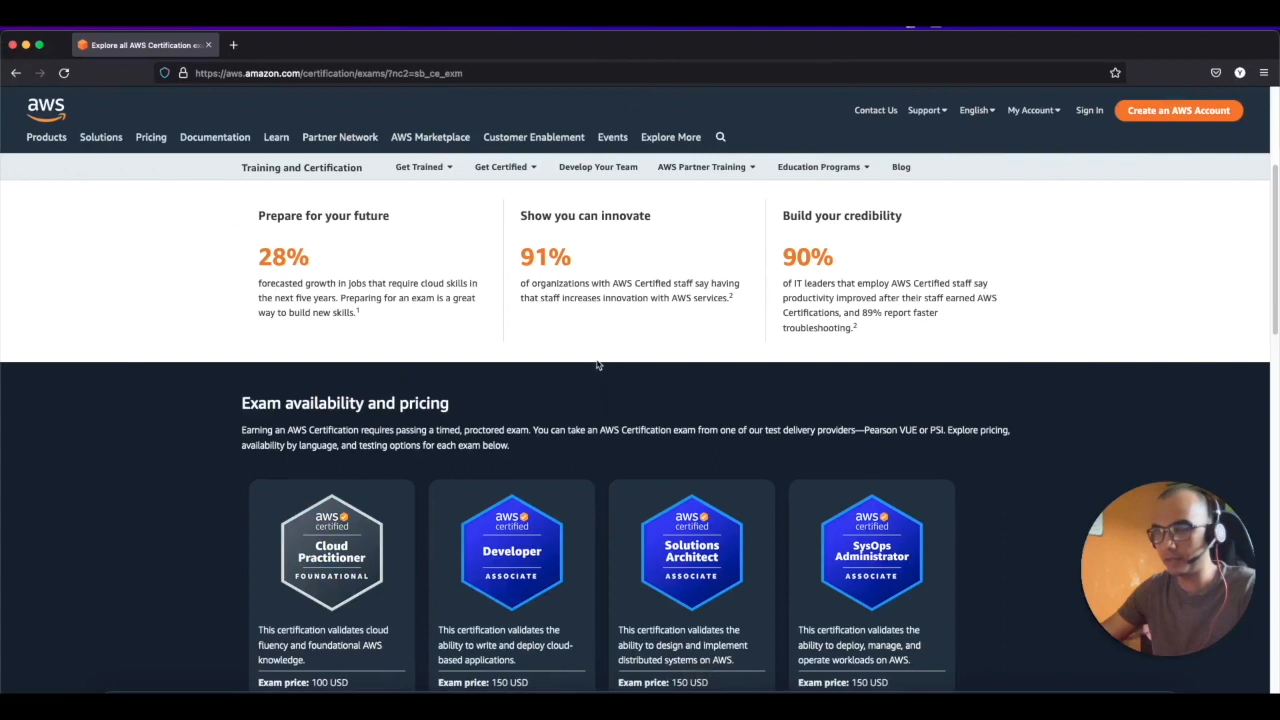 Explore all AWS Certification ex
https://aws.amazon.com/certification/exams/?nc2=sb_ce_exm
Y
aws
Contact Us Support English My Account Sign In Create an AWS Account
Products Solutions Pricing Documentation Learn Partner Network AWS Marketplace Customer Enablement Events Explore More
Training and Certification Get Trained Get Certified Develop Your Team AWS Partner Training Education Programs Blog
Prepare for your future
28%
forecasted growth in jobs that require cloud skills in
the next five years. Preparing for an exam is a great
way to build new skills.1
Show you can innovate
91%
of organizations with AWS Certified staff say having
that staff increases innovation with AWS services.2
Build your credibility
90%
of IT leaders that employ AWS Certified staff say
productivity improved after their staff earned AWS
Certifications, and 89% report faster
troubleshooting.2
Exam availability and pricing
Earning an AWS Certification requires passing a timed, proctored exam. You can take an AWS Certification exam from one of our test delivery providers—Pearson VUE or PSI. Explore pricing,
availability by language, and testing options for each exam below.
aws
certified
Cloud
Practitioner
FOUNDATIONAL
This certification validates cloud
fluency and foundational AWS
knowledge.
Exam price: 100 USD
aws
certified
Developer
ASSOCIATE
This certification validates the
ability to write and deploy cloud-
based applications.
Exam price: 150 USD
aws
certified
Solutions
Architect
ASSOCIATE
This certification validates the
ability to design and implement
distributed systems on AWS.
Exam price: 150 USD
aws
certified
SysOps
Administrator
ASSOCIATE
This certification validates the
ability to deploy, manage, and
operate workloads on AWS.
Exam price: 150 USD